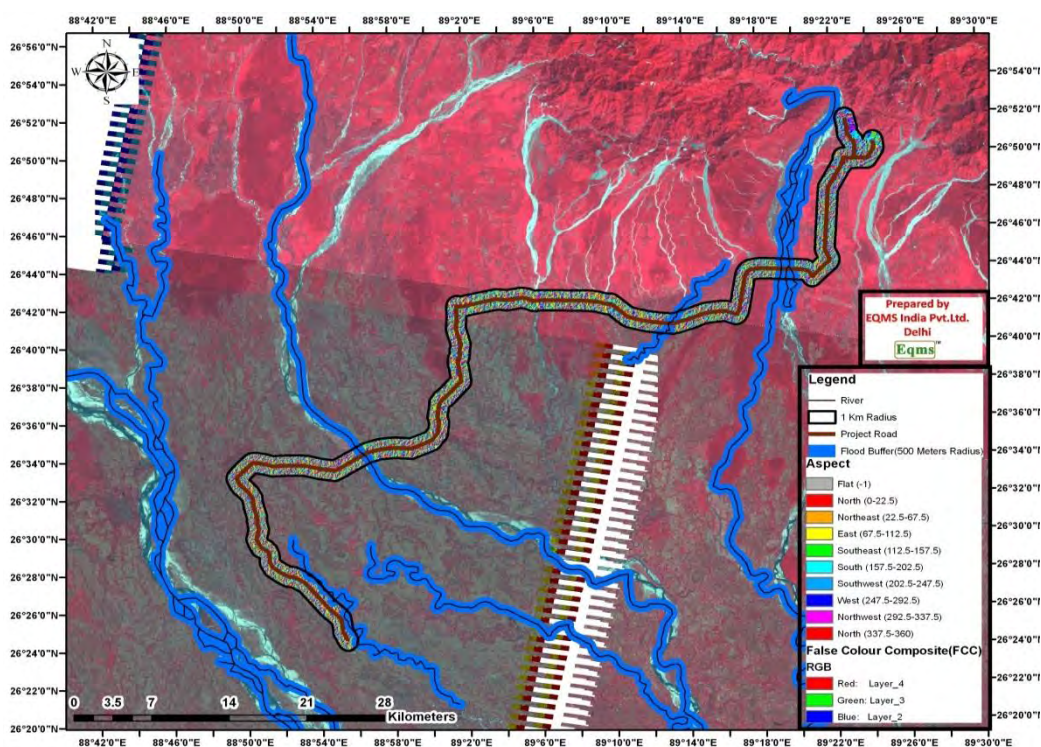 88°42'0"E 88°46'0"E 88°50'0"E 88°54'0"E 88°58'0"E 89°2'0"E 89°6'0"E 89°10'0"E 89°14'0"E 89°18'0"E 89°22'0"E 89°26'0"E 89°30'0"E
26°56'0"N
26°54'0"N
26°52'0"N
26°50'0"N
26°48'0"N
26°46'0"N
26°44'0"N
26°42'0"N
26°40'0"N
26°38'0"N
26°36'0"N
26°34'0"N
26°32'0"N
26°30'0"N
26°28'0"N
26°26'0"N
26°24'0"N
26°22'0"N
26°20'0"N
N
W E
S
26°54'0"N
26°52'0"N
26°50'0"N
26°48'0"N
26°46'0"N
26°44'0"N
26°42'0"N
26°40'0"N
26°38'0"N
26°36'0"N
26°34'0"N
26°32'0"N
26°30'0"N
26°28'0"N
26°26'0"N
26°24'0"N
26°22'0"N
26°20'0"N
Prepared by
EQMS India Pvt.Ltd.
Delhi
Eqms
Legend
River
1 Km Radius
Project Road
Flood Buffer(500 Meters Radius)
Aspect
Flat (-1)
North (0-22.5)
Northeast (22.5-67.5)
East (67.5-112.5)
Southeast (112.5-157.5)
South (157.5-202.5)
Southwest (202.5-247.5)
West (247.5-292.5)
Northwest (292.5-337.5)
North (337.5-360)
False Colour Composite(FCC)
RGB
Red: Layer_4
Green: Layer_3
Blue: Layer_2
0 3.5 7 14 21 28
Kilometers
88°42'0"E 88°46'0"E 88°50'0"E 88°54'0"E 88°58'0"E 89°2'0"E 89°6'0"E 89°10'0"E 89°14'0"E 89°18'0"E 89°22'0"E 89°26'0"E